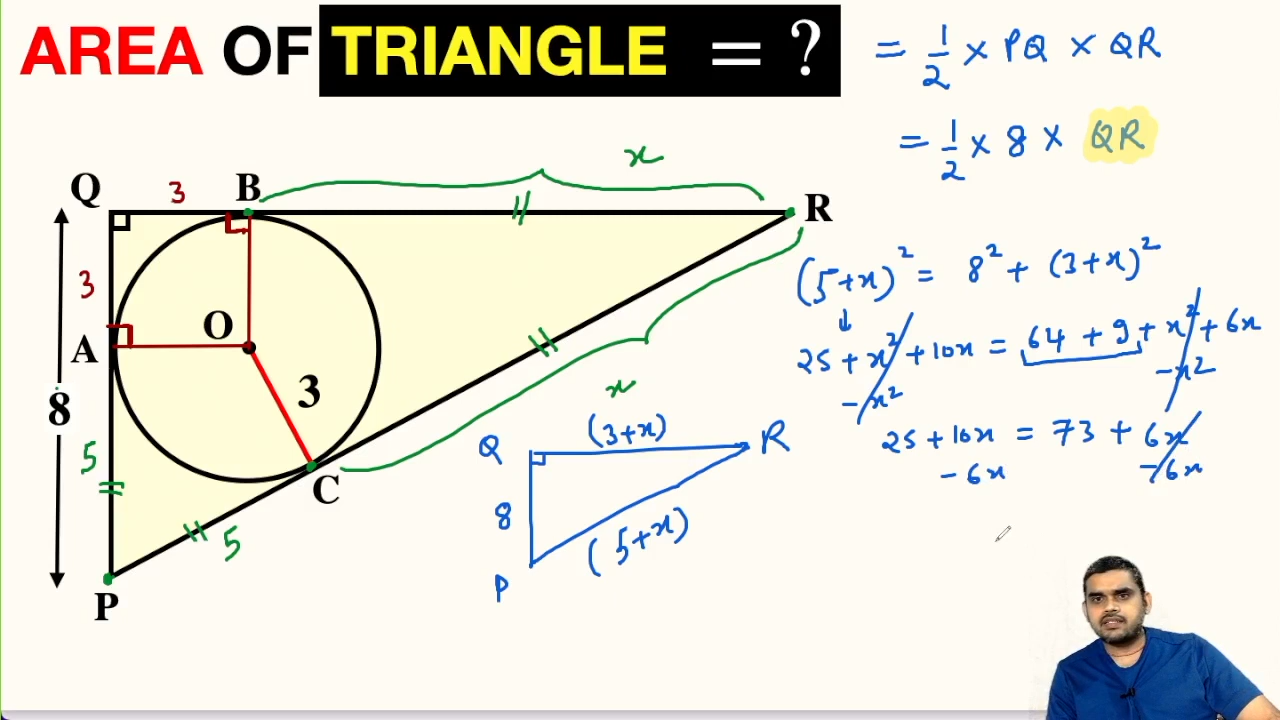 AREA OF TRIANGLE = ?
= 1/2 × PQ × QR
= 1/2 × 8 × QR
x
Q 3 B
R
3
(5+x)² = 8² + (3+x)²
O
A
25 + x² + 10x = 64 + 9 + x² + 6x
-x² -x²
3
8
x
(3+x)
Q R
25 + 10x = 73 + 6x
-6x -6x
5
C
8
5
(5+x)
P
P